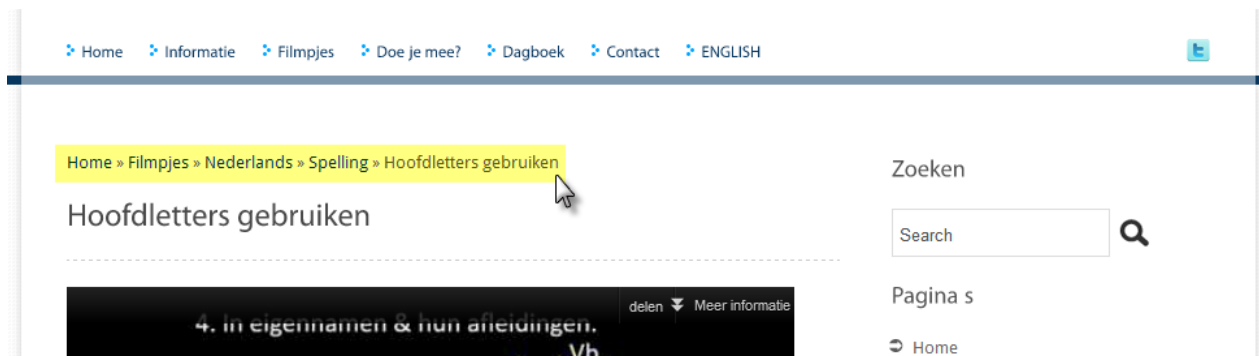 Home Informatie Filmpjes Doe je mee? Dagboek Contact ENGLISH
Home » Filmpjes » Nederlands » Spelling » Hoofdletters gebruiken
Hoofdletters gebruiken
delen Meer informatie
4. In eigennamen & hun afleidingen.
Vb
Zoeken
Search
Pagina s
Home